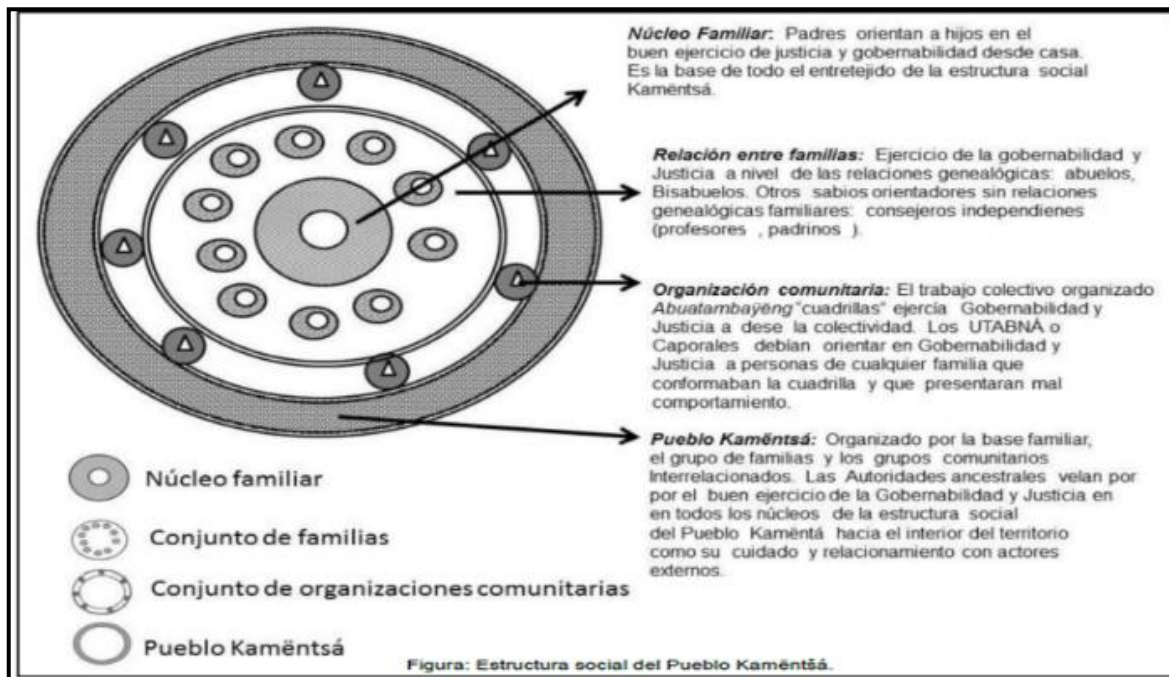 Núcleo Familiar: Padres orientan a hijos en el
buen ejercicio de justicia y gobernabilidad desde casa.
Es la base de todo el entretejido de la estructura social
Kamëntsá.
Relación entre familias: Ejercicio de la gobernabilidad y
Justicia a nivel de las relaciones genealógicas: abuelos,
Bisabuelos. Otros sabios orientadores sin relaciones
genealógicas familiares: consejeros independienes
(profesores , padrinos ).
Organización comunitaria: El trabajo colectivo organizado
Abuatambaÿëng "cuadrillas" ejercía Gobernabilidad y
Justicia a dese la colectividad. Los UTABNÁ o
Caporales debían orientar en Gobernabilidad y
Justicia a personas de cualquier familia que
conformaban la cuadrilla y que presentaran mal
comportamiento.
Pueblo Kamëntsá: Organizado por la base familiar,
el grupo de familias y los grupos comunitarios
Interrelacionados. Las Autoridades ancestrales velan por
por el buen ejercicio de la Gobernabilidad y Justicia en
en todos los núcleos de la estructura social
del Pueblo Kamëntá hacia el interior del territorio
como su cuidado y relacionamiento con actores
externos.
Núcleo familiar
Conjunto de familias
Conjunto de organizaciones comunitarias
Pueblo Kamëntsá
Figura: Estructura social del Pueblo Kamëntšá.